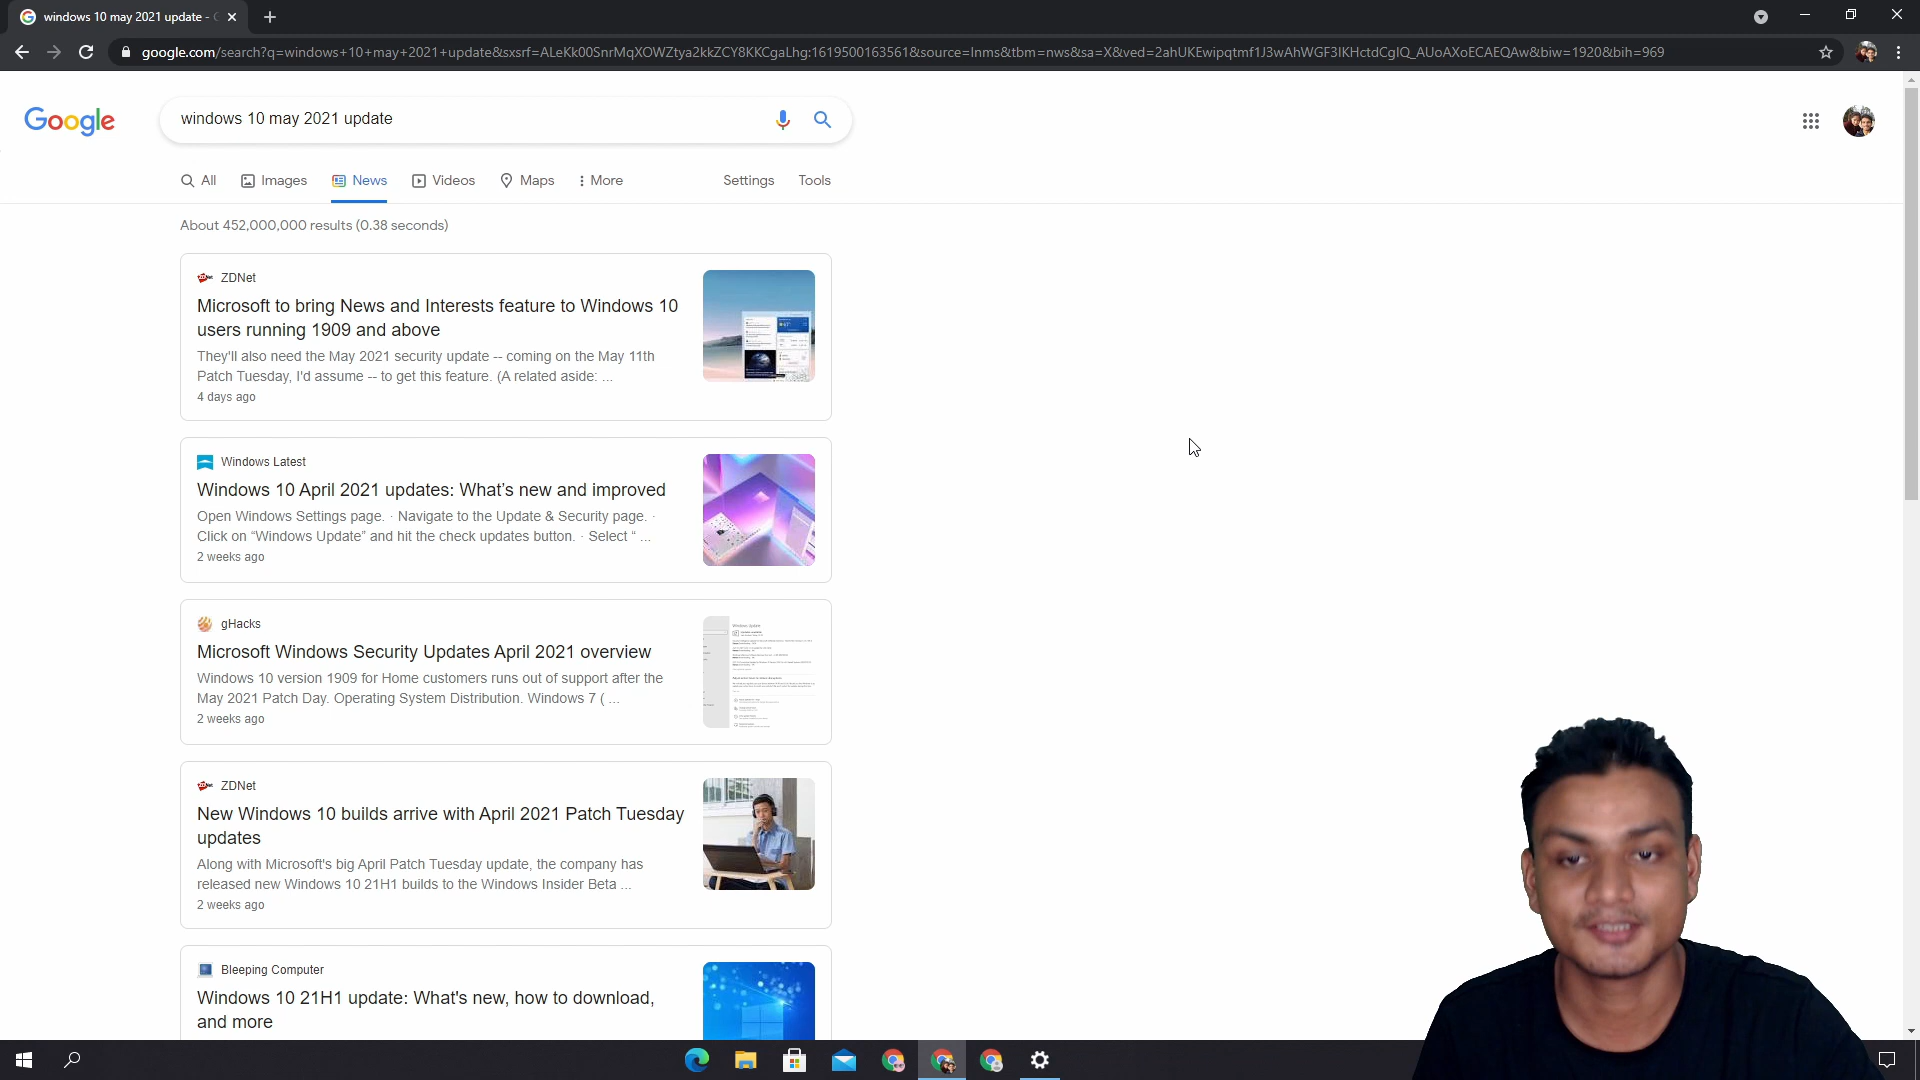 windows 10 may 2021 update -
google.com/search?q=windows+10+may+2021+update&sxsrf=ALeKk00SnrMqXOWZtya2kkZCY8KKCgaLhg:1619500163561&source=lnms&tbm=nws&sa=X&ved=2ahUKEwipqtmf1J3wAhWGF3IKHctdCgIQ_AUoAXoECAEQAw&biw=1920&bih=969
Google
windows 10 may 2021 update
All Images News Videos Maps More Settings Tools
About 452,000,000 results (0.38 seconds)
ZDNet
Microsoft to bring News and Interests feature to Windows 10
users running 1909 and above
They'll also need the May 2021 security update -- coming on the May 11th
Patch Tuesday, I'd assume -- to get this feature. (A related aside: ...
4 days ago
Windows Latest
Windows 10 April 2021 updates: What's new and improved
Open Windows Settings page. · Navigate to the Update & Security page. ·
Click on “Windows Update” and hit the check updates button. · Select “ ...
2 weeks ago
gHacks
Microsoft Windows Security Updates April 2021 overview
Windows 10 version 1909 for Home customers runs out of support after the
May 2021 Patch Day. Operating System Distribution. Windows 7 ( ...
2 weeks ago
ZDNet
New Windows 10 builds arrive with April 2021 Patch Tuesday
updates
Along with Microsoft's big April Patch Tuesday update, the company has
released new Windows 10 21H1 builds to the Windows Insider Beta ...
2 weeks ago
Bleeping Computer
Windows 10 21H1 update: What's new, how to download,
and more